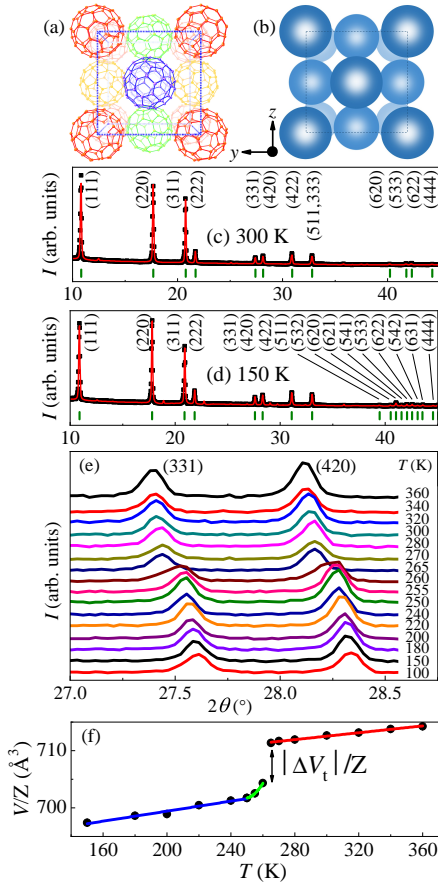 (a)
(b)
z
y
I (arb. units)
(111)
(220)
(311)
(222)
(331)
(420)
(422)
(511,333)
(620)
(533)
(622)
(444)
(c) 300 K
10 20 30 40
I (arb. units)
(111)
(220)
(311)
(222)
(331)
(420)
(422)
(511)
(532)
(620)
(621)
(541)
(533)
(622)
(542)
(631)
(444)
(d) 150 K
10 20 30 40
(e) (331) (420) T (K)
360
340
320
300
280
270
265
260
255
250
240
220
200
180
150
100
I (arb. units)
27.0 27.5 28.0 28.5
2θ (°)
(f)
V/Z (Å³)
710
700
|ΔVₜ|/Z
160 200 240 280 320 360
T (K)